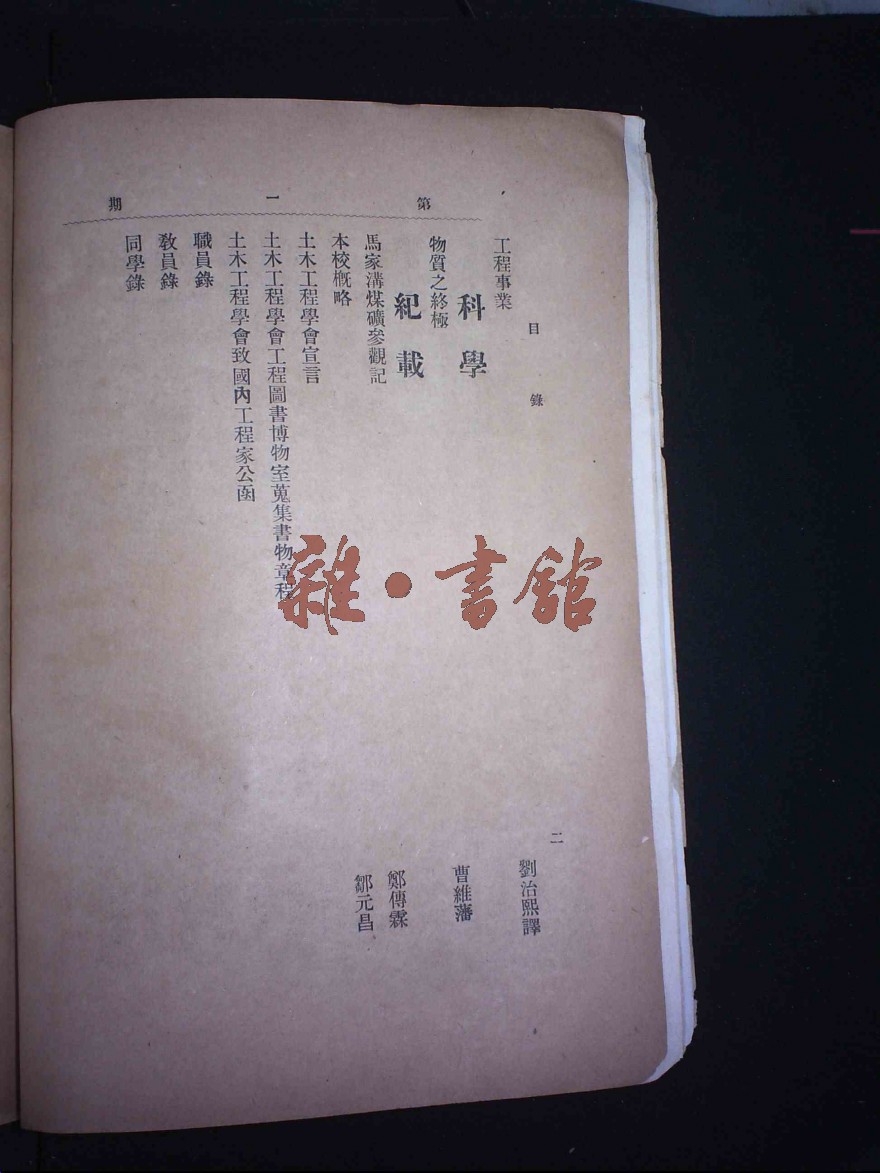 第一期
目錄
二
工程事業
劉治熙譯
科學
物質之終極
曹維藩
紀載
馬家溝煤礦參觀記
鄭傳霖
本校概略
鄒元昌
土木工程學會宣言
土木工程學會工程圖書博物室蒐集書物章程
土木工程學會致國內工程家公函
職員錄
敎員錄
同學錄
雜·書館